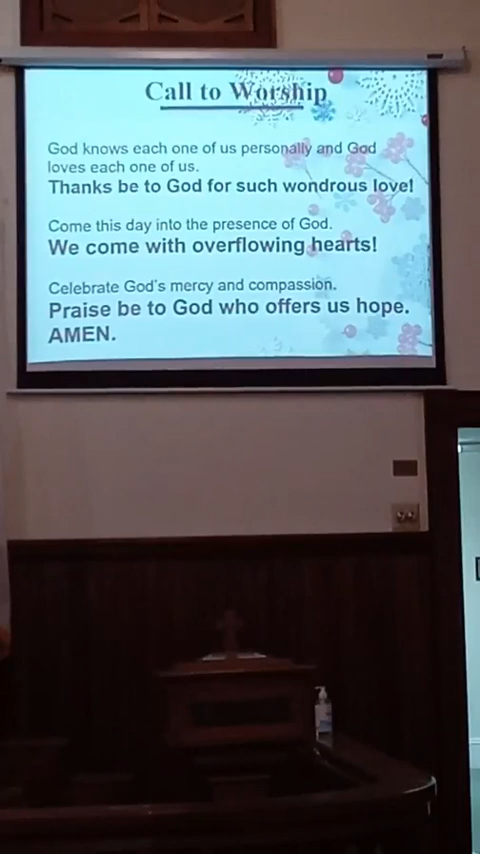 Call to Worship
God knows each one of us personally and God
loves each one of us.
Thanks be to God for such wondrous love!
Come this day into the presence of God.
We come with overflowing hearts!
Celebrate God's mercy and compassion.
Praise be to God who offers us hope.
AMEN.